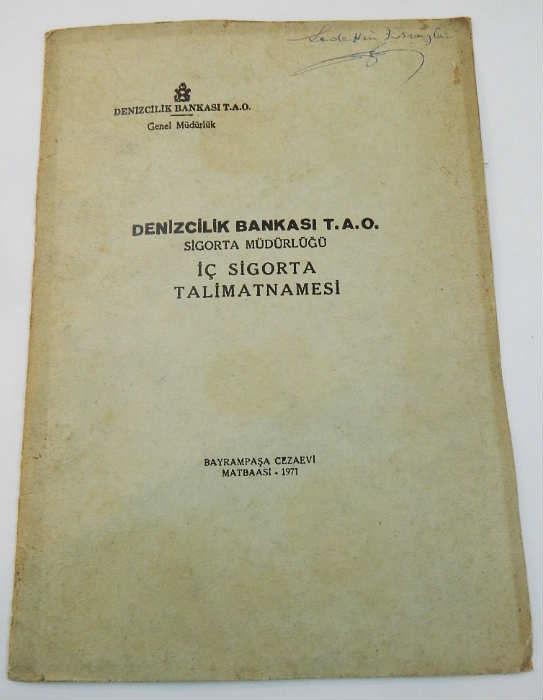 DENİZCİLİK BANKASI T.A.O.
Genel Müdürlük
DENİZCİLİK BANKASI T.A.O.
SİGORTA MÜDÜRLÜĞÜ
İÇ SİGORTA
TALİMATNAMESİ
BAYRAMPAŞA CEZAEVİ
MATBAASI - 1971